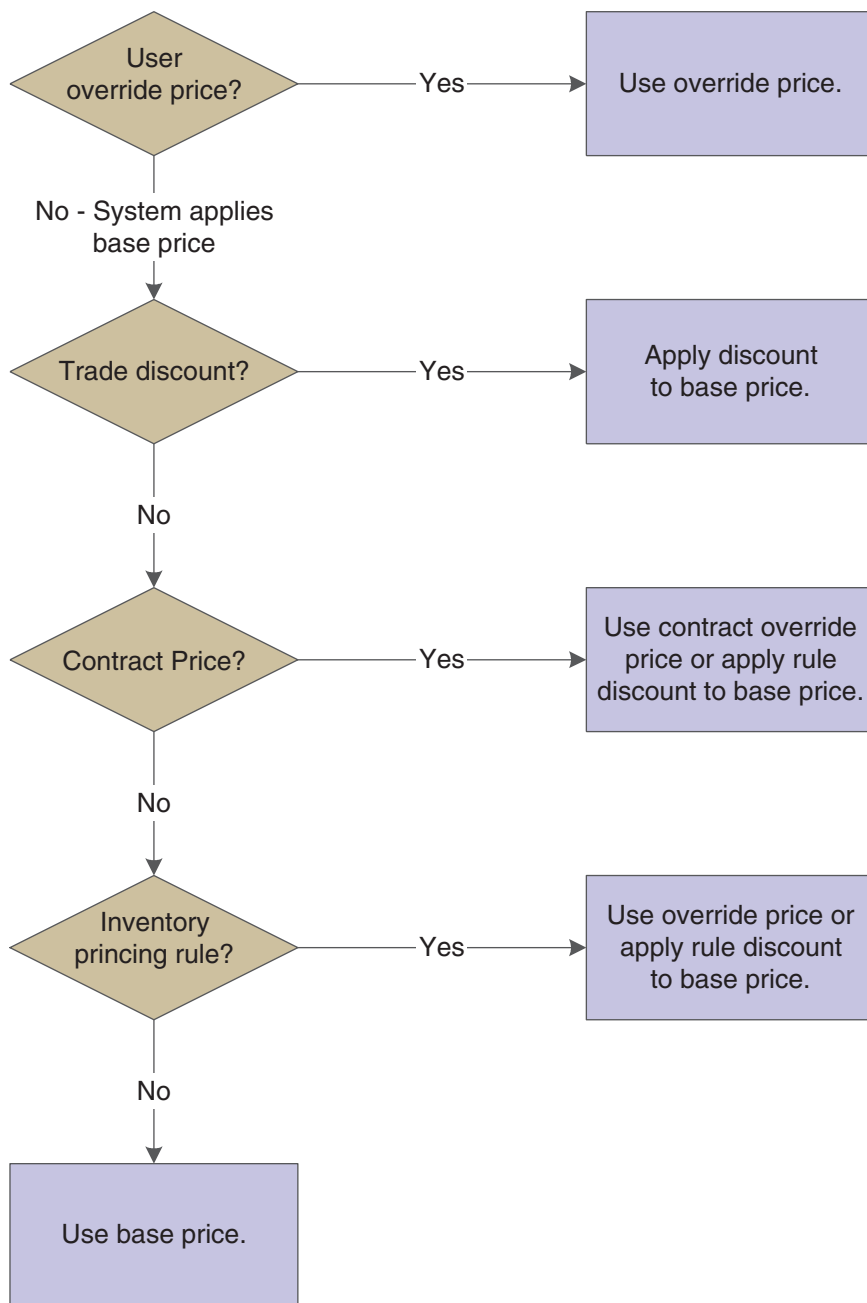 User
override price?
Yes
Use override price.
No - System applies
base price
Trade discount?
Yes
Apply discount
to base price.
No
Contract Price?
Yes
Use contract override
price or apply rule
discount to base price.
No
Inventory
princing rule?
Yes
Use override price or
apply rule discount
to base price.
No
Use base price.